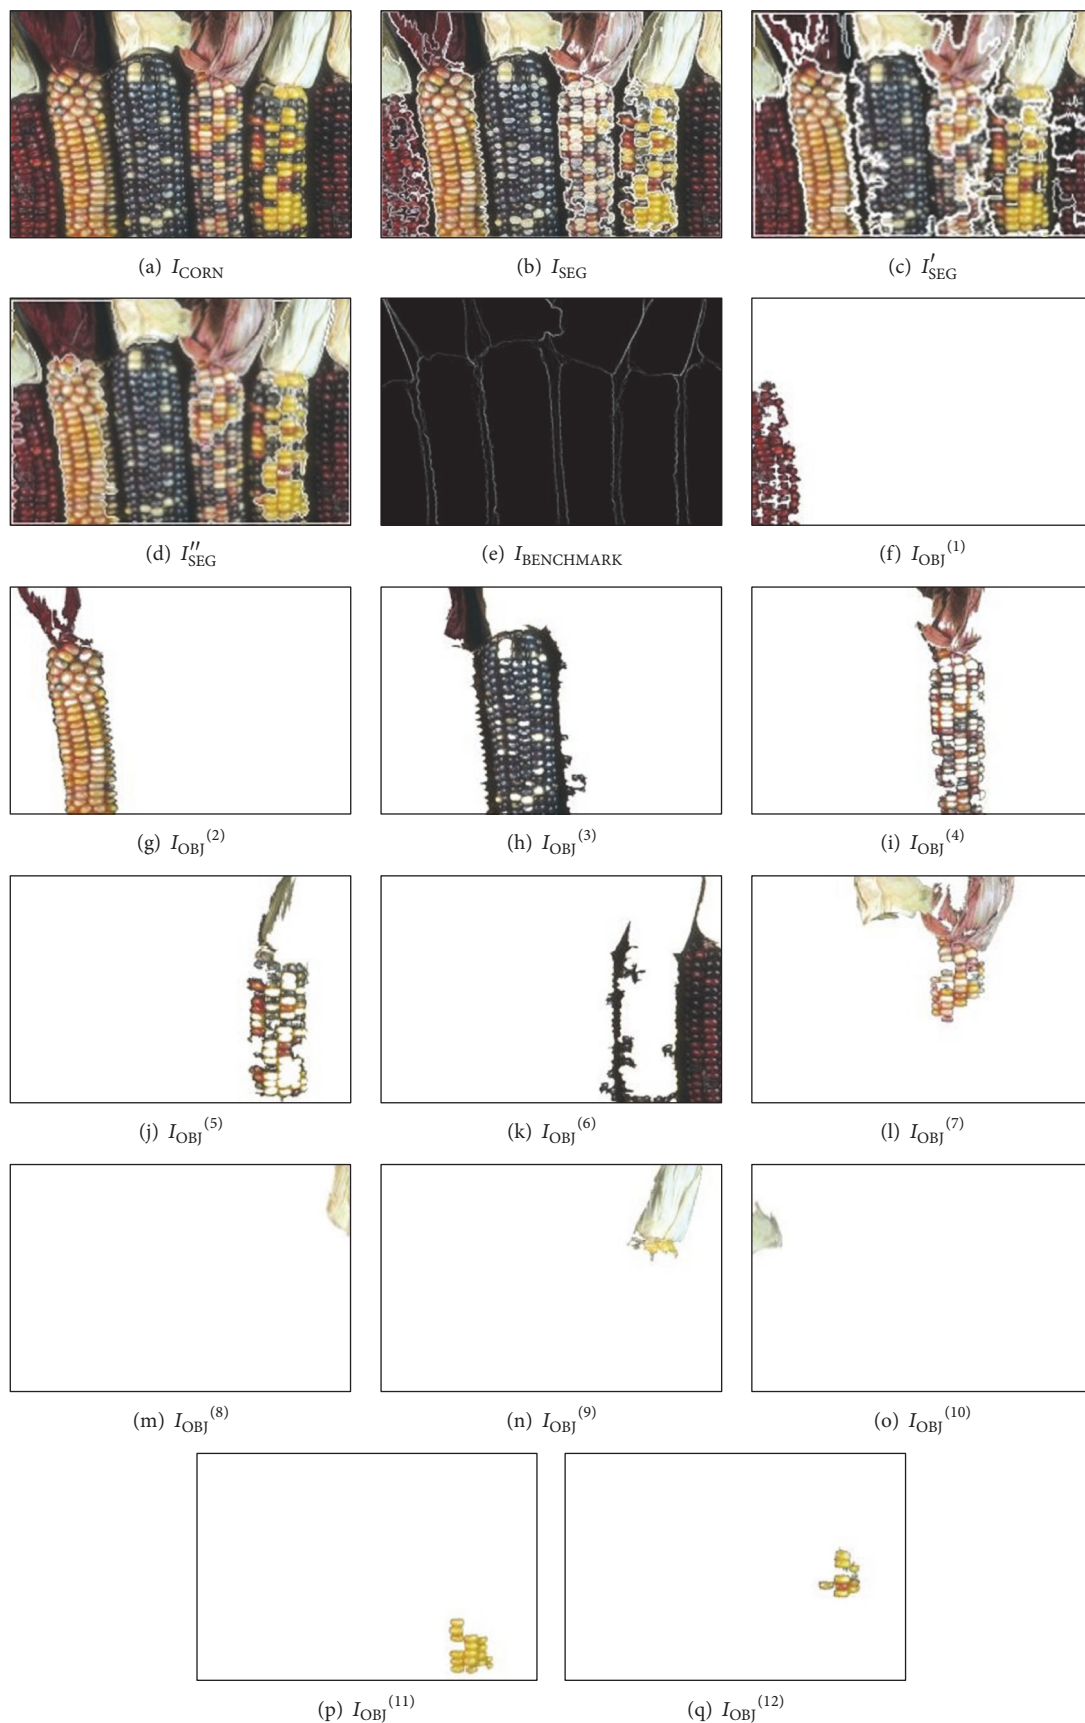 (a) I_CORN
(b) I_SEG
(c) I′_SEG
(d) I″_SEG
(e) I_BENCHMARK
(f) I_OBJ^(1)
(g) I_OBJ^(2)
(h) I_OBJ^(3)
(i) I_OBJ^(4)
(j) I_OBJ^(5)
(k) I_OBJ^(6)
(l) I_OBJ^(7)
(m) I_OBJ^(8)
(n) I_OBJ^(9)
(o) I_OBJ^(10)
(p) I_OBJ^(11)
(q) I_OBJ^(12)